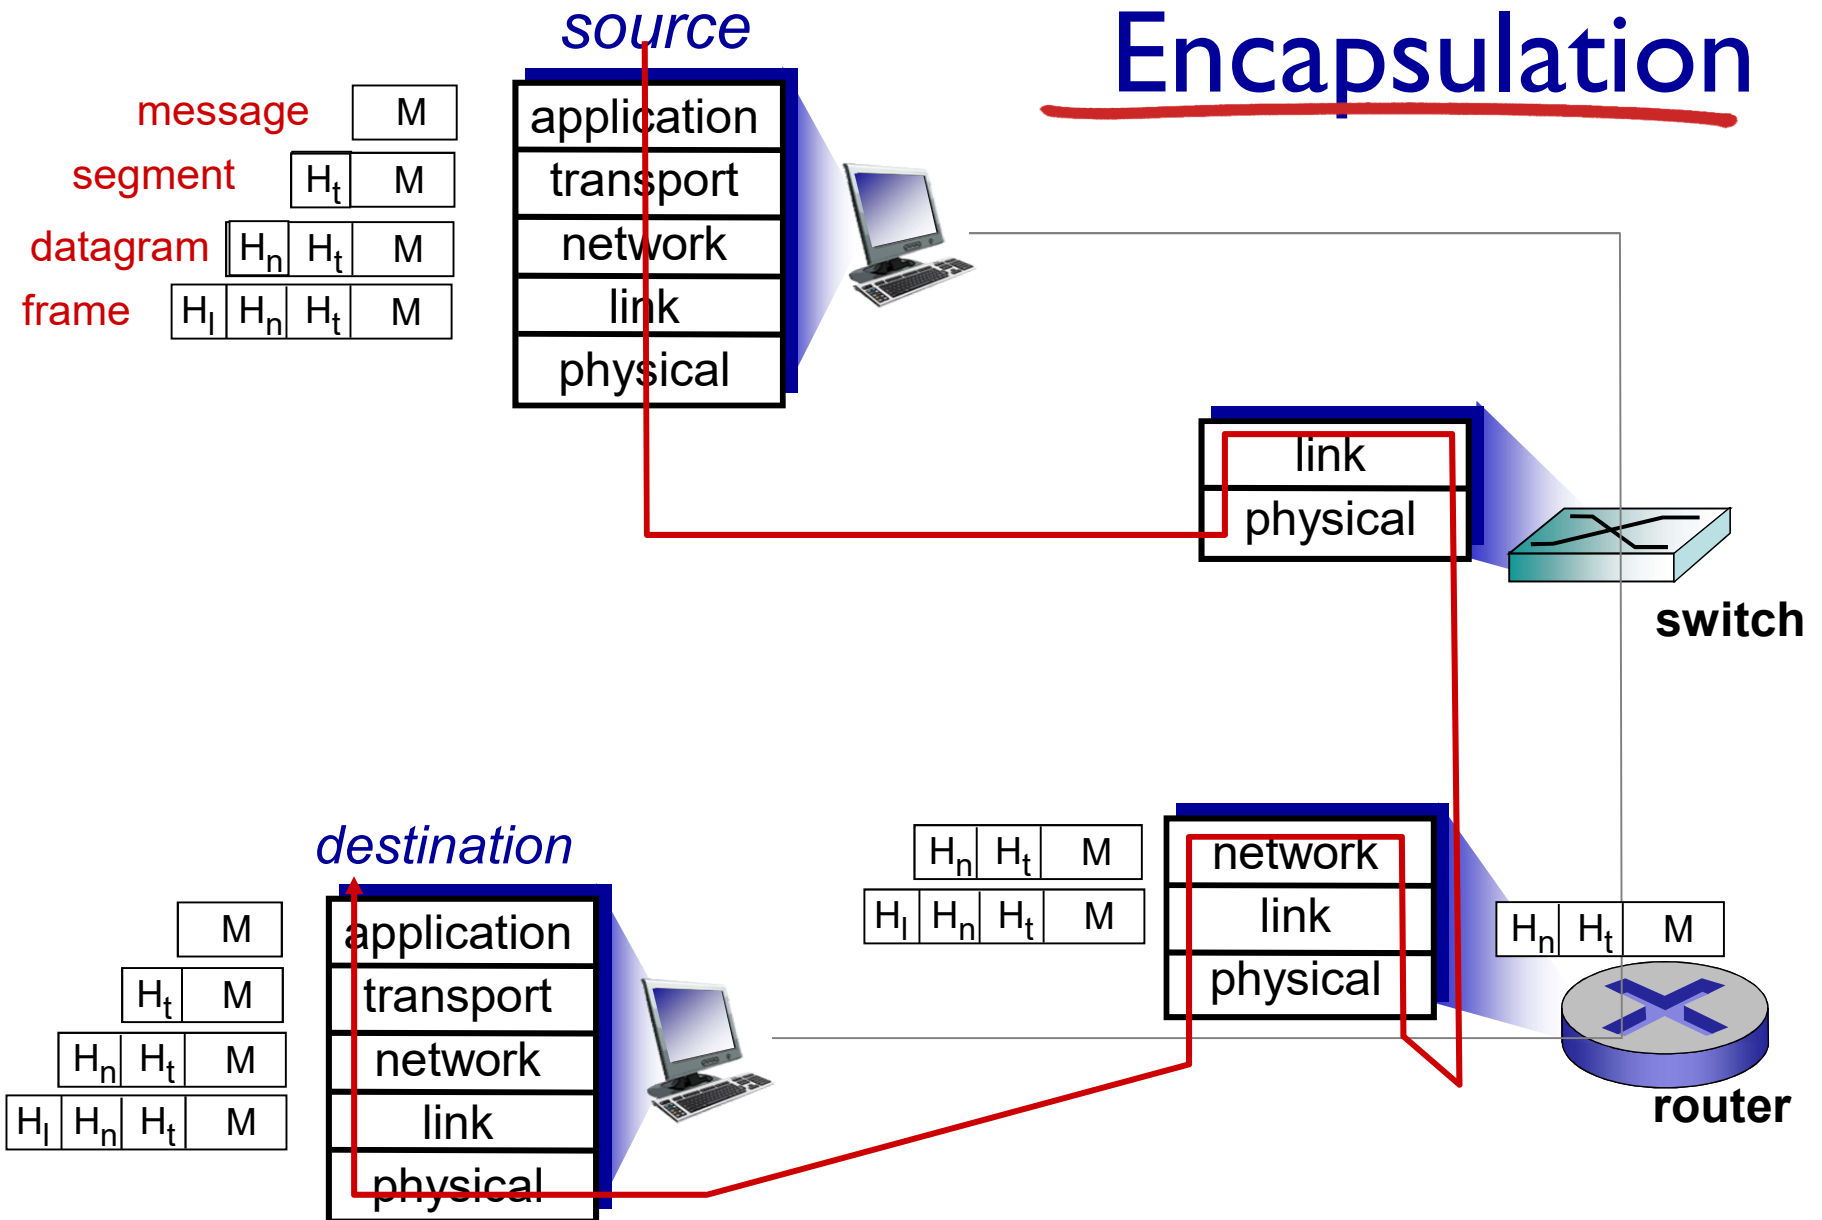 Encapsulation
source
message M
segment Ht M
datagram Hn Ht M
frame Hl Hn Ht M
application
transport
network
link
physical
link
physical
switch
destination
M
Ht M
Hn Ht M
Hl Hn Ht M
application
transport
network
link
physical
Hn Ht M
Hl Hn Ht M
network
link
physical
Hn Ht M
router